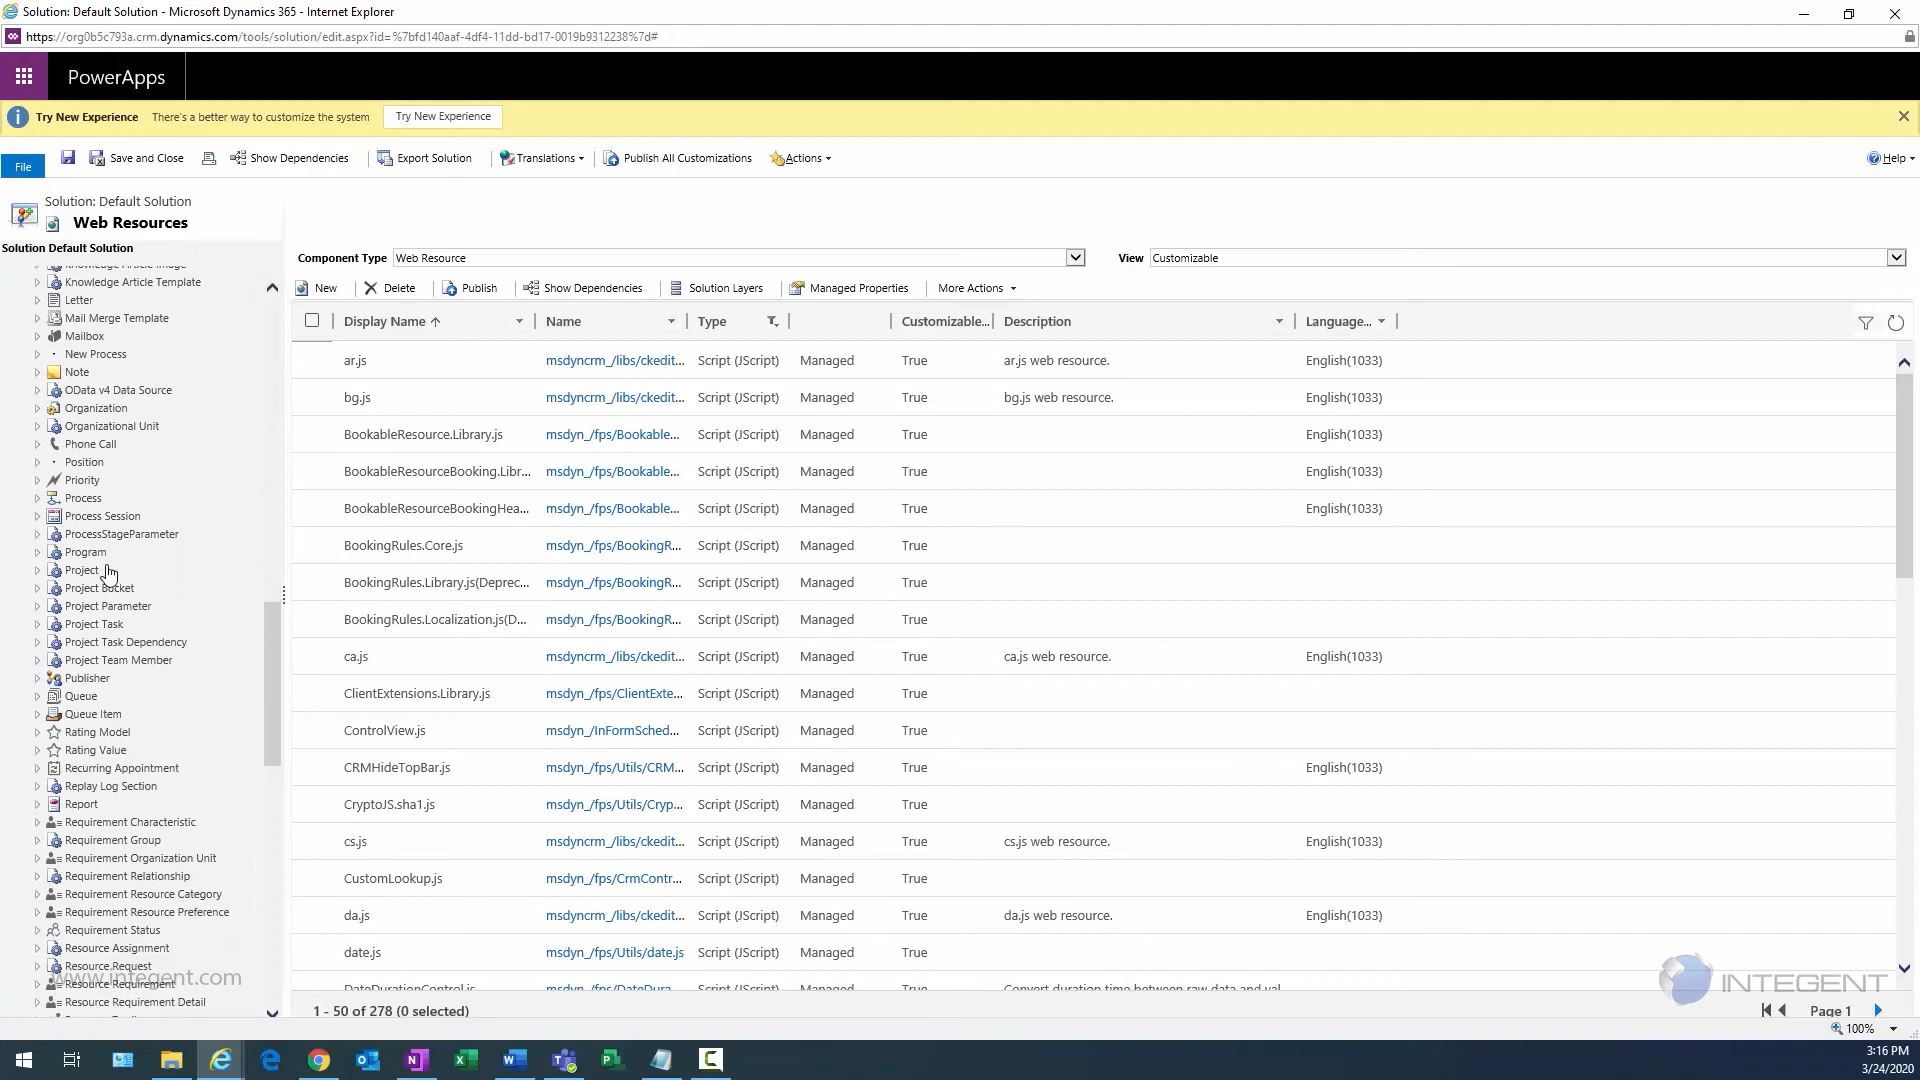 Solution: Default Solution - Microsoft Dynamics 365 - Internet Explorer
https://org0b5c793a.crm.dynamics.com/tools/solution/edit.aspx?id=%7bfd140aaf-4df4-11dd-bd17-0019b9312238%7d#
PowerApps
Try New Experience There's a better way to customize the system Try New Experience
File Save and Close Show Dependencies Export Solution Translations Publish All Customizations Actions Help
Solution: Default Solution
Web Resources
Solution Default Solution
Component Type Web Resource View Customizable
New Delete Publish Show Dependencies Solution Layers Managed Properties More Actions
Display Name Name Type Customizable... Description Language...
Knowledge Article Image
Knowledge Article Template
Letter
Mail Merge Template
Mailbox
New Process
Note
OData v4 Data Source
Organization
Organizational Unit
Phone Call
Position
Priority
Process
Process Session
ProcessStageParameter
Program
Project
Project Bucket
Project Parameter
Project Task
Project Task Dependency
Project Team Member
Publisher
Queue
Queue Item
Rating Model
Rating Value
Recurring Appointment
Replay Log Section
Report
Requirement Characteristic
Requirement Group
Requirement Organization Unit
Requirement Relationship
Requirement Resource Category
Requirement Resource Preference
Requirement Status
Resource Assignment
Resource Request
www.integent.com
Resource Requirement
Resource Requirement Detail
ar.js msdyncrm_/libs/ckedit... Script (JScript) Managed True ar.js web resource. English(1033)
bg.js msdyncrm_/libs/ckedit... Script (JScript) Managed True bg.js web resource. English(1033)
BookableResource.Library.js msdyn_/fps/Bookable... Script (JScript) Managed True English(1033)
BookableResourceBooking.Libr... msdyn_/fps/Bookable... Script (JScript) Managed True English(1033)
BookableResourceBookingHea... msdyn_/fps/Bookable... Script (JScript) Managed True English(1033)
BookingRules.Core.js msdyn_/fps/BookingR... Script (JScript) Managed True
BookingRules.Library.js(Deprec... msdyn_/fps/BookingR... Script (JScript) Managed True
BookingRules.Localization.js(D... msdyn_/fps/BookingR... Script (JScript) Managed True
ca.js msdyncrm_/libs/ckedit... Script (JScript) Managed True ca.js web resource. English(1033)
ClientExtensions.Library.js msdyn_/fps/ClientExte... Script (JScript) Managed True
ControlView.js msdyn_/InFormSched... Script (JScript) Managed True
CRMHideTopBar.js msdyn_/fps/Utils/CRM... Script (JScript) Managed True English(1033)
CryptoJS.sha1.js msdyn_/fps/Utils/Cryp... Script (JScript) Managed True
cs.js msdyncrm_/libs/ckedit... Script (JScript) Managed True cs.js web resource. English(1033)
CustomLookup.js msdyn_/fps/CrmContr... Script (JScript) Managed True
da.js msdyncrm_/libs/ckedit... Script (JScript) Managed True da.js web resource. English(1033)
date.js msdyn_/fps/Utils/date.js Script (JScript) Managed True
DateDurationControl.js msdyn_/fps/DateDura... Script (JScript) Managed True Convert duration time between raw data and val...
INTEGENT
1 - 50 of 278 (0 selected) Page 1
100%
3:16 PM
3/24/2020